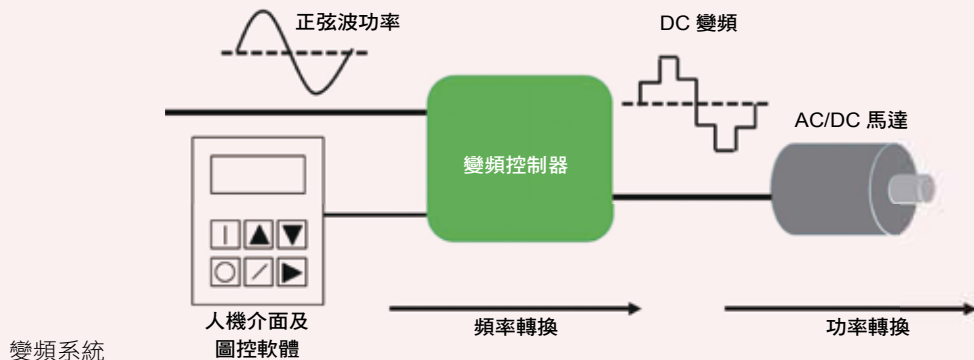 正弦波功率
DC 變頻
AC/DC 馬達
變頻控制器
人機介面及
圖控軟體
頻率轉換
功率轉換
變頻系統